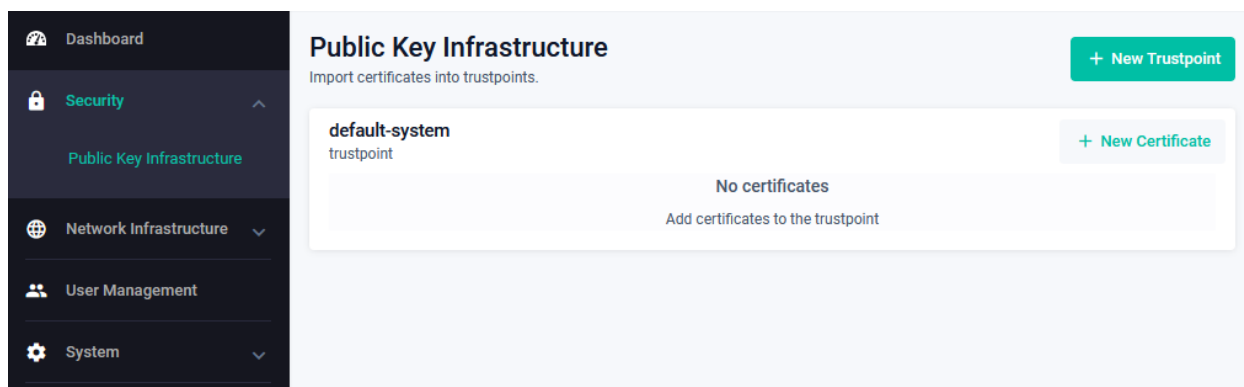 Dashboard
Security
Public Key Infrastructure
Network Infrastructure
User Management
System
Public Key Infrastructure
Import certificates into trustpoints.
+ New Trustpoint
default-system
trustpoint
+ New Certificate
No certificates
Add certificates to the trustpoint